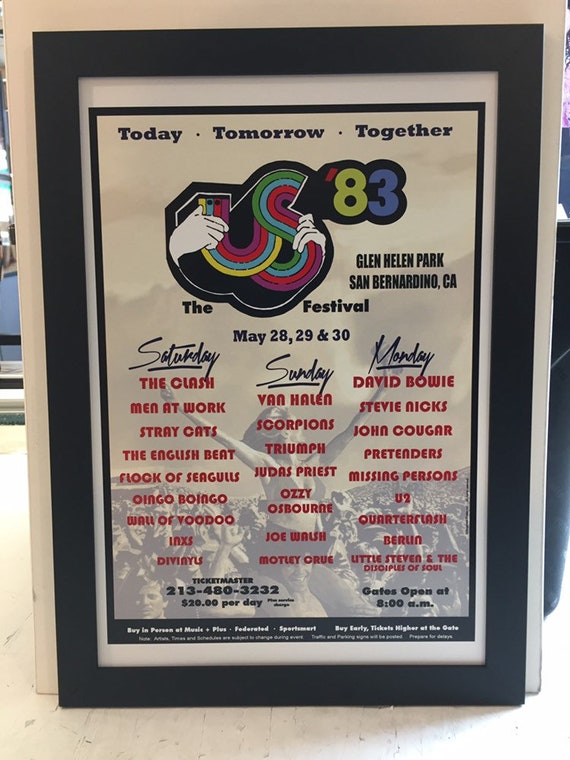 Today · Tomorrow · Together
US '83
The Festival
GLEN HELEN PARK
SAN BERNARDINO, CA
May 28, 29 & 30
Saturday
THE CLASH
MEN AT WORK
STRAY CATS
THE ENGLISH BEAT
FLOCK OF SEAGULLS
OINGO BOINGO
WALL OF VOODOO
INXS
DIVINYLS
Sunday
VAN HALEN
SCORPIONS
TRIUMPH
JUDAS PRIEST
OZZY
OSBOURNE
JOE WALSH
MOTLEY CRUE
Monday
DAVID BOWIE
STEVIE NICKS
JOHN COUGAR
PRETENDERS
MISSING PERSONS
U2
QUARTERFLASH
BERLIN
LITTLE STEVEN & THE
DISCIPLES OF SOUL
TICKETMASTER
213-480-3232
$20.00 per day Plus service charge
Gates Open at
8:00 a.m.
Buy in Person at Music + Plus · Federated · Sportsmart Buy Early, Tickets Higher at the Gate
Note: Artists, Times and Schedules are subject to change during event. Traffic and Parking signs will be posted. Prepare for delays.